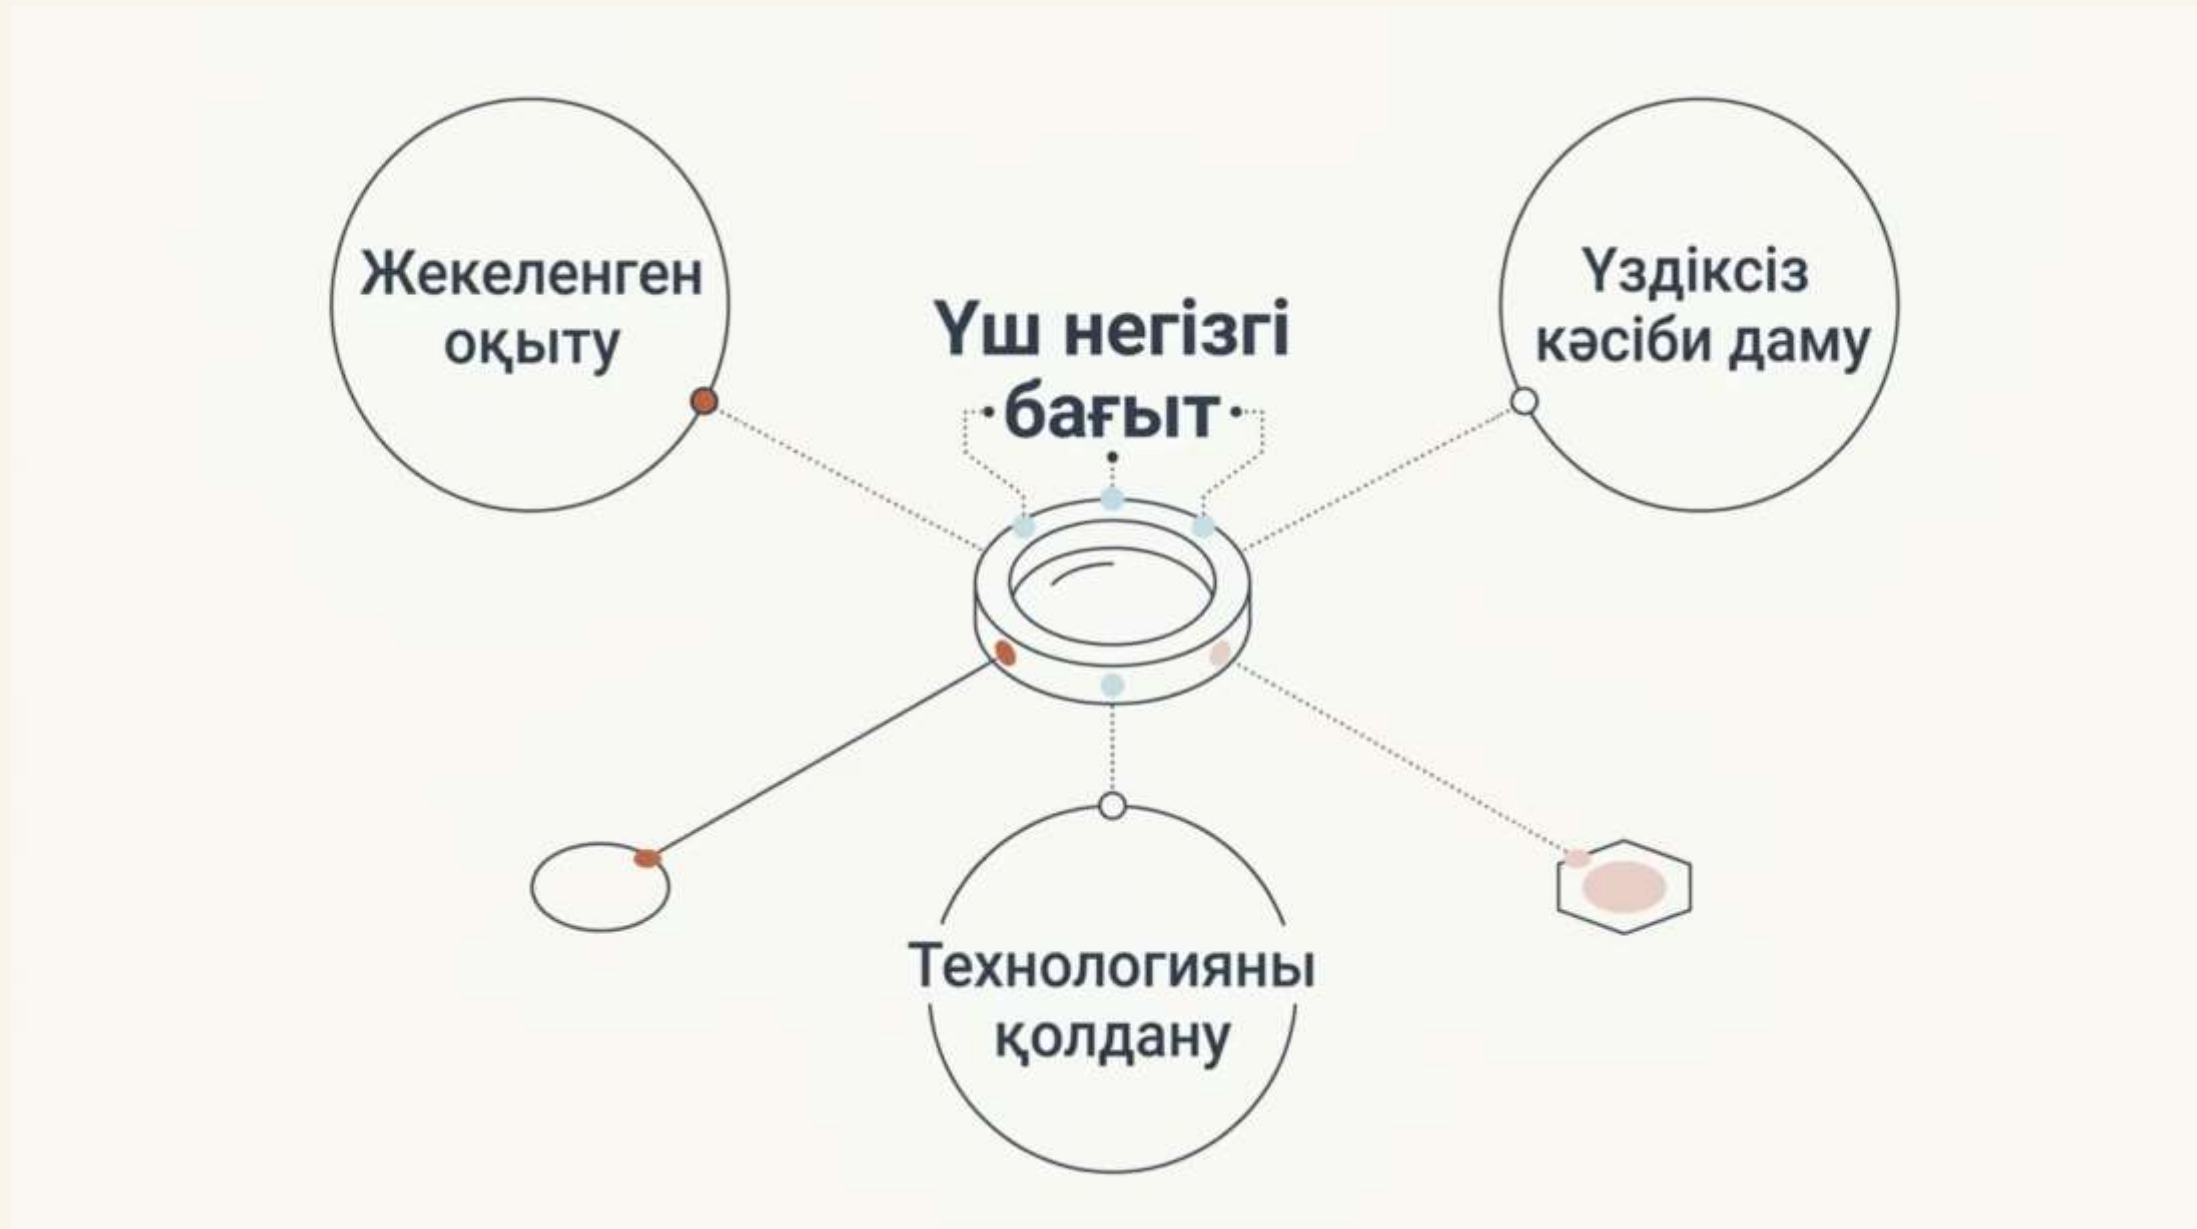 Жекеленген
оқыту
Үш негізгі
бағыт
Үздіксіз
кәсіби даму
Технологияны
қолдану